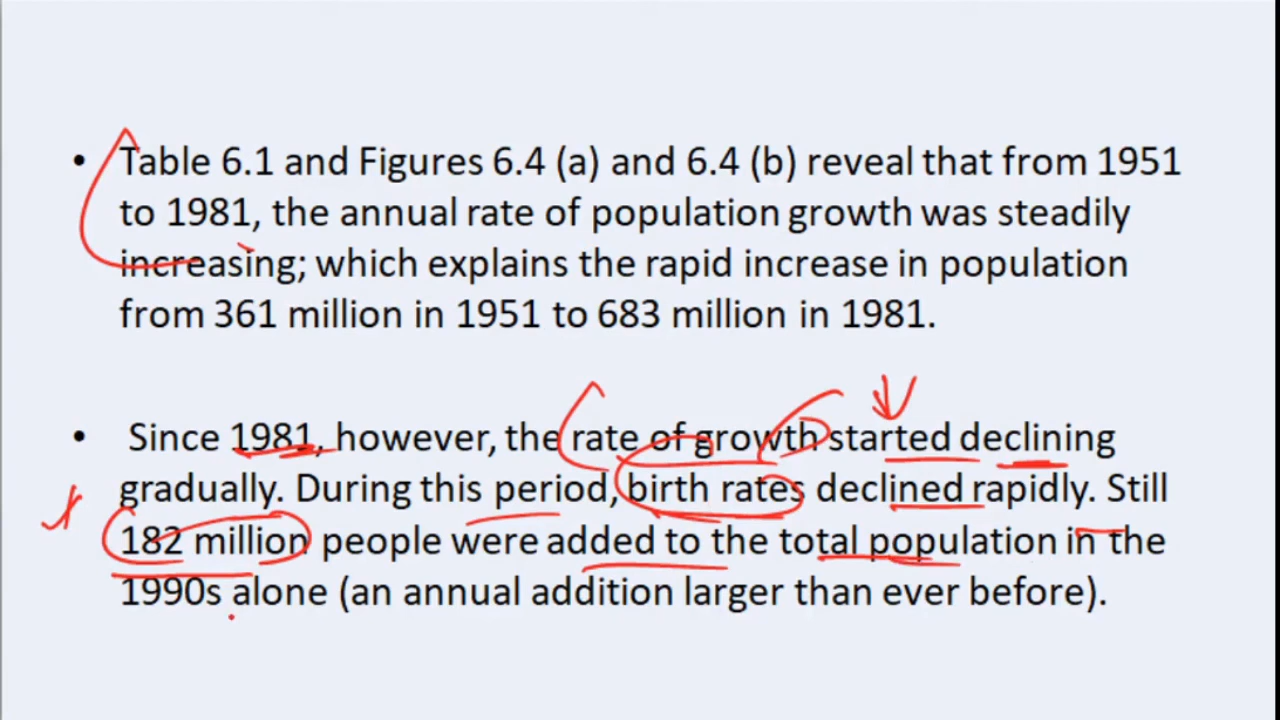 • Table 6.1 and Figures 6.4 (a) and 6.4 (b) reveal that from 1951
to 1981, the annual rate of population growth was steadily
increasing; which explains the rapid increase in population
from 361 million in 1951 to 683 million in 1981.
• Since 1981, however, the rate of growth started declining
gradually. During this period, birth rates declined rapidly. Still
182 million people were added to the total population in the
1990s alone (an annual addition larger than ever before).